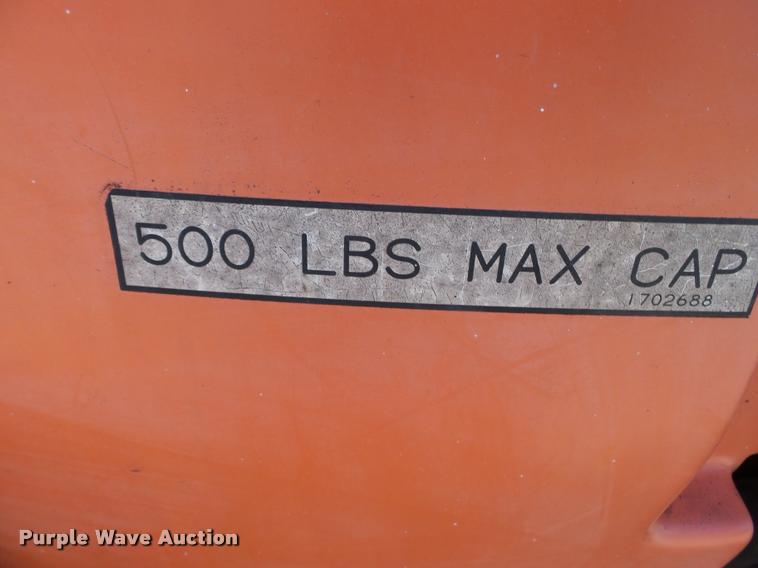 500 LBS MAX CAP
1702688
Purple Wave Auction